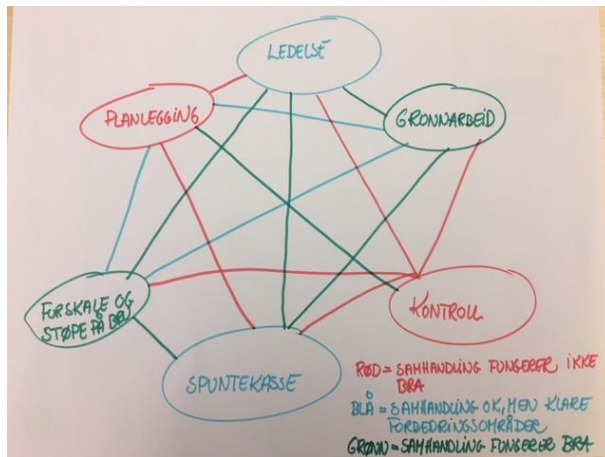 LEDELSE
PLANLEGGING
GRUNNARBEID
FORSKALE OG
STØPE PÅ BRU
KONTROLL
SPUNTEKASSE
RØD = SAMHANDLING FUNGERER IKKE
BRA
BLÅ = SAMHANDLING OK, MEN KLARE
FORBEDRINGSOMRÅDER
GRØNN = SAMHANDLING FUNGERER BRA